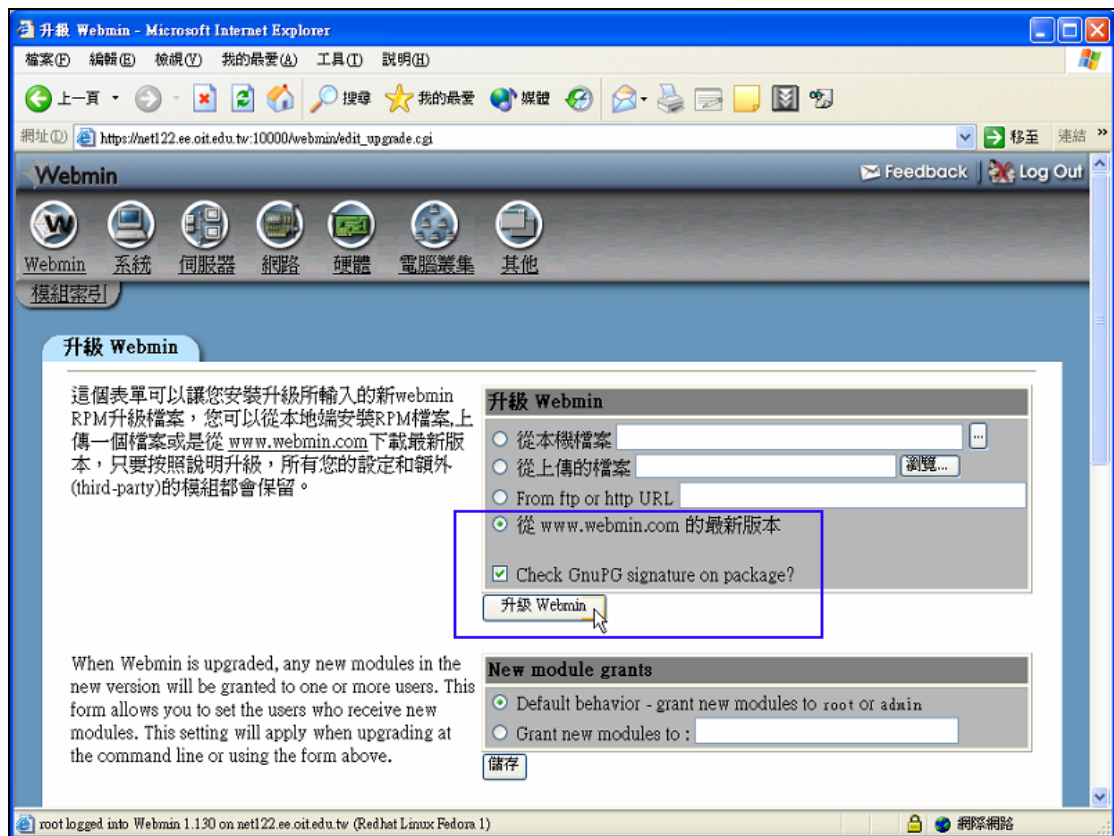 升級 Webmin - Microsoft Internet Explorer
檔案(F) 編輯(E) 檢視(V) 我的最愛(A) 工具(T) 說明(H)
上一頁 搜尋 我的最愛 媒體
網址(D) https://net122.ee.oit.edu.tw:10000/webmin/edit_upgrade.cgi 移至 連結 »
Webmin Feedback Log Out
Webmin 系統 伺服器 網路 硬體 電腦叢集 其他
模組索引
升級 Webmin
這個表單可以讓您安裝升級所輸入的新webmin
RPM升級檔案，您可以從本地端安裝RPM檔案,上
傳一個檔案或是從 www.webmin.com下載最新版
本，只要按照說明升級，所有您的設定和額外
(third-party)的模組都會保留。
升級 Webmin
從本機檔案 ...
從上傳的檔案 瀏覽...
From ftp or http URL
從 www.webmin.com 的最新版本
Check GnuPG signature on package?
升級 Webmin
When Webmin is upgraded, any new modules in the
new version will be granted to one or more users. This
form allows you to set the users who receive new
modules. This setting will apply when upgrading at
the command line or using the form above.
New module grants
Default behavior - grant new modules to root or admin
Grant new modules to :
儲存
root logged into Webmin 1.130 on net122.ee.oit.edu.tw (Redhat Linux Fedora 1) 網際網路